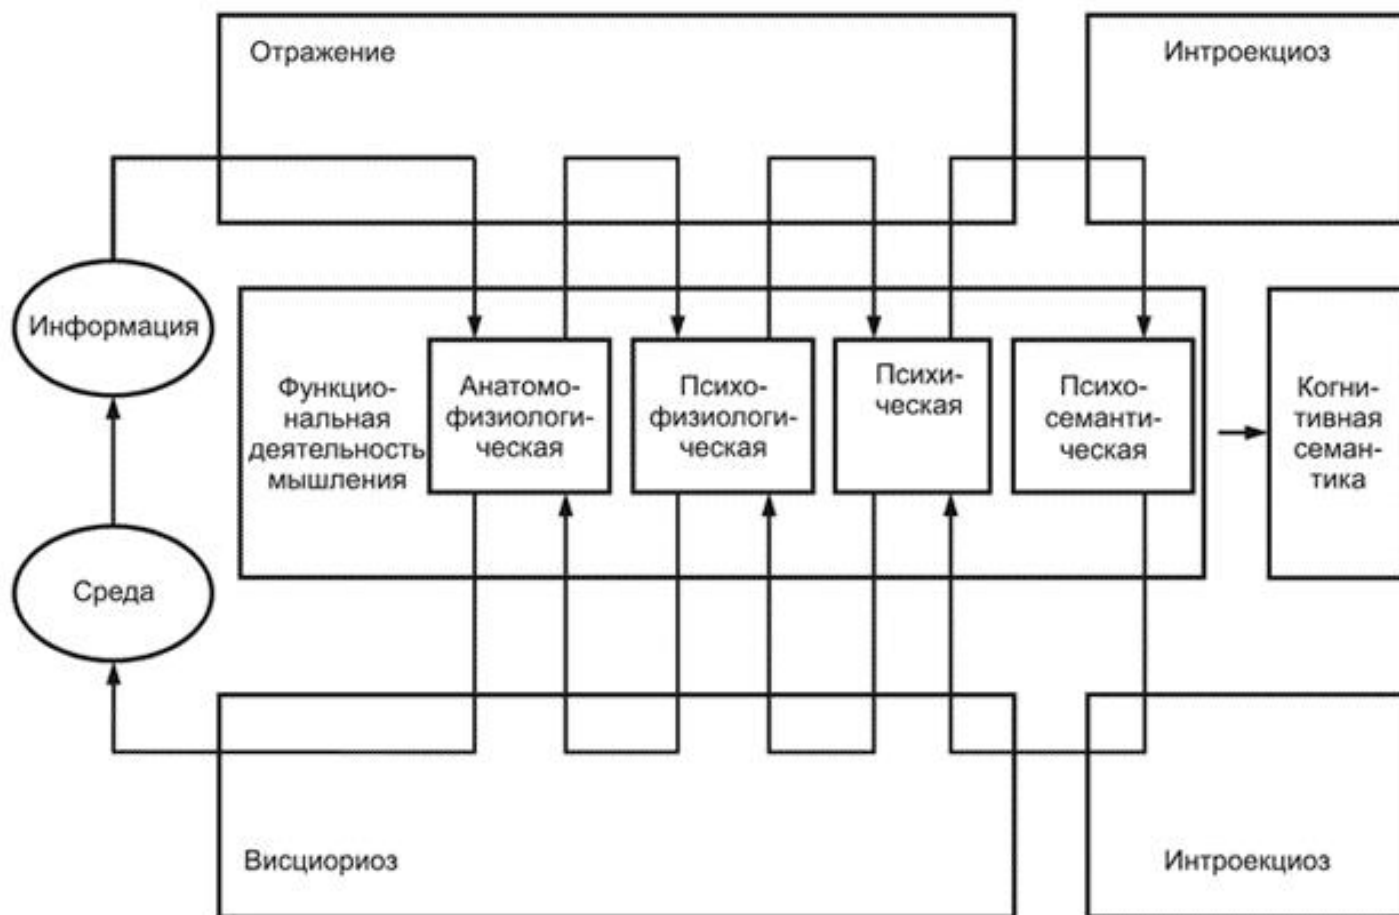 Отражение
Интроекциоз
Информация
Функцио-
нальная
деятельность
мышления
Анатомо-
физиологи-
ческая
Психо-
физиологи-
ческая
Психи-
ческая
Психо-
семанти-
ческая
Когни-
тивная
семан-
тика
Среда
Висциориоз
Интроекциоз